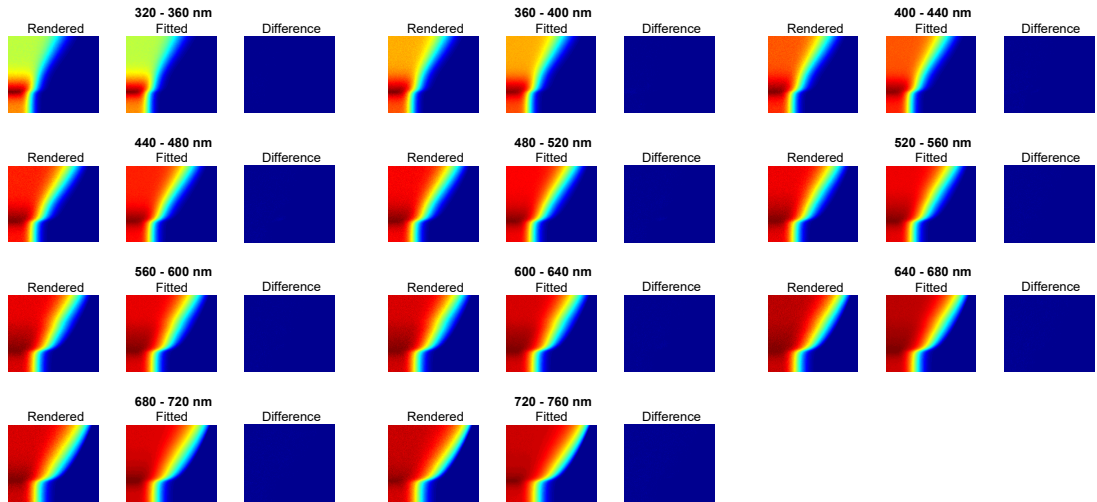 320 - 360 nm
Rendered Fitted Difference
360 - 400 nm
Rendered Fitted Difference
400 - 440 nm
Rendered Fitted Difference
440 - 480 nm
Rendered Fitted Difference
480 - 520 nm
Rendered Fitted Difference
520 - 560 nm
Rendered Fitted Difference
560 - 600 nm
Rendered Fitted Difference
600 - 640 nm
Rendered Fitted Difference
640 - 680 nm
Rendered Fitted Difference
680 - 720 nm
Rendered Fitted Difference
720 - 760 nm
Rendered Fitted Difference